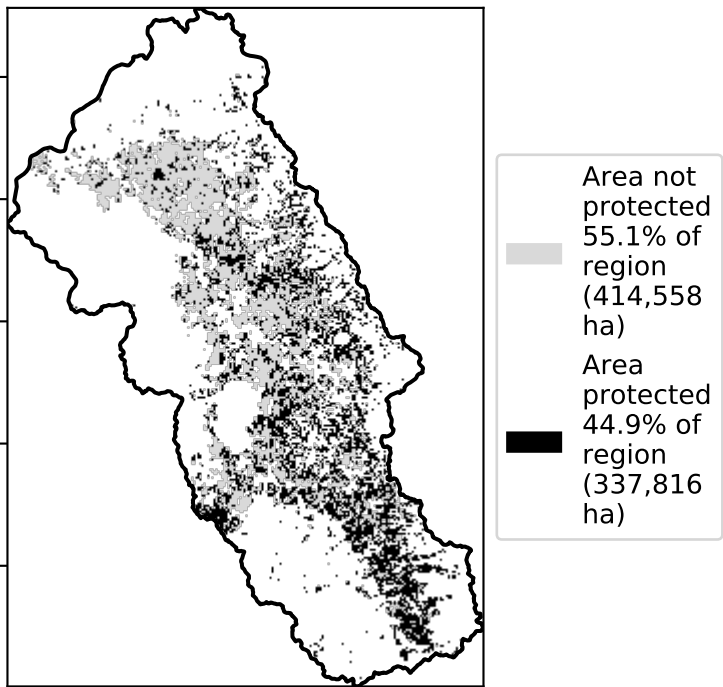 Area not
protected
55.1% of
region
(414,558
ha)
Area
protected
44.9% of
region
(337,816
ha)